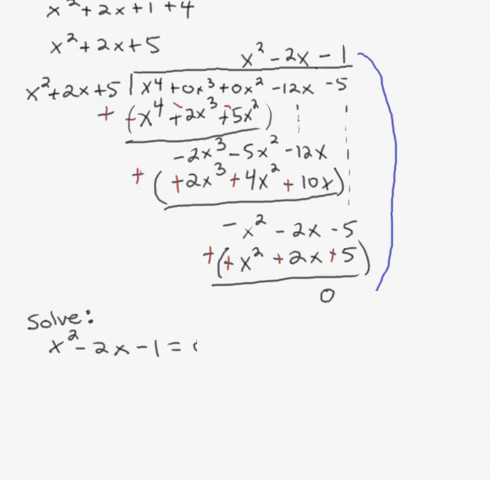 x²+2x+1+4
x²+2x+5
x²-2x-1
x²+2x+5 | x⁴+0x³+0x²-12x-5
+ (-x⁴-2x³-5x²)
-2x³-5x²-12x
+ (+2x³+4x²+10x)
-x²-2x-5
+(+x²+2x+5)
0
Solve:
x²-2x-1=